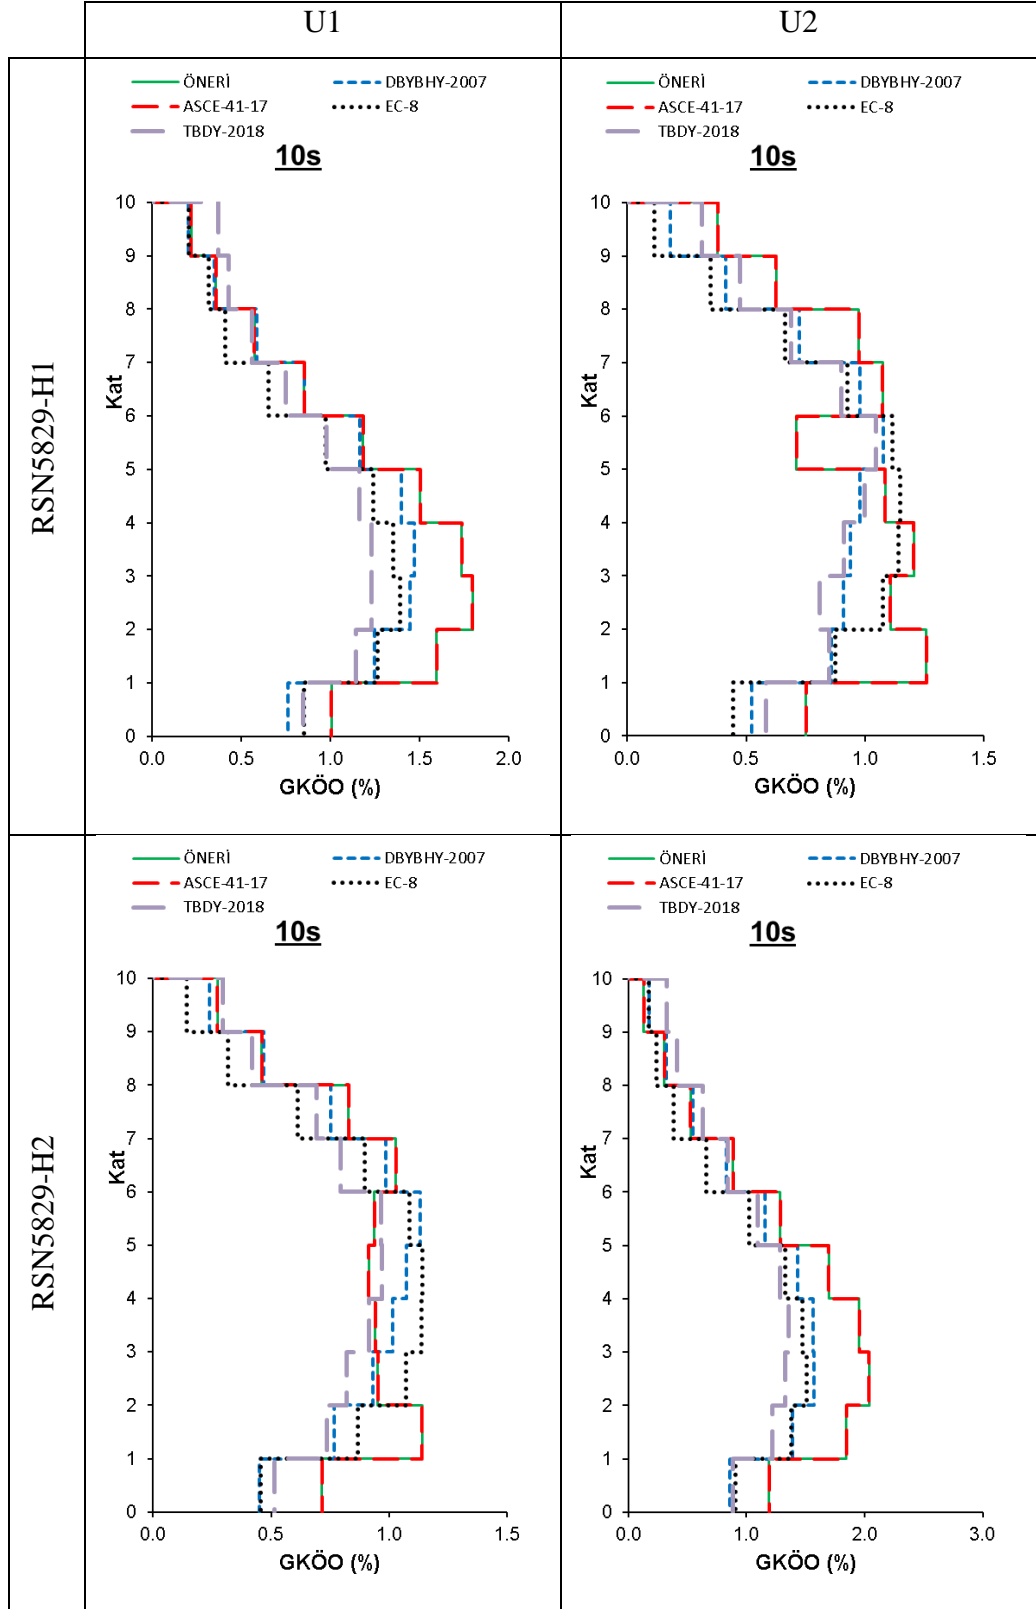 U1
U2
RSN5829-H1
ÖNERİ
DBYBHY-2007
ASCE-41-17
EC-8
TBDY-2018
10s
Kat
10
9
8
7
6
5
4
3
2
1
0
0.0 0.5 1.0 1.5 2.0
GKÖO (%)
ÖNERİ
DBYBHY-2007
ASCE-41-17
EC-8
TBDY-2018
10s
Kat
10
9
8
7
6
5
4
3
2
1
0
0.0 0.5 1.0 1.5
GKÖO (%)
RSN5829-H2
ÖNERİ
DBYBHY-2007
ASCE-41-17
EC-8
TBDY-2018
10s
Kat
10
9
8
7
6
5
4
3
2
1
0
0.0 0.5 1.0 1.5
GKÖO (%)
ÖNERİ
DBYBHY-2007
ASCE-41-17
EC-8
TBDY-2018
10s
Kat
10
9
8
7
6
5
4
3
2
1
0
0.0 1.0 2.0 3.0
GKÖO (%)